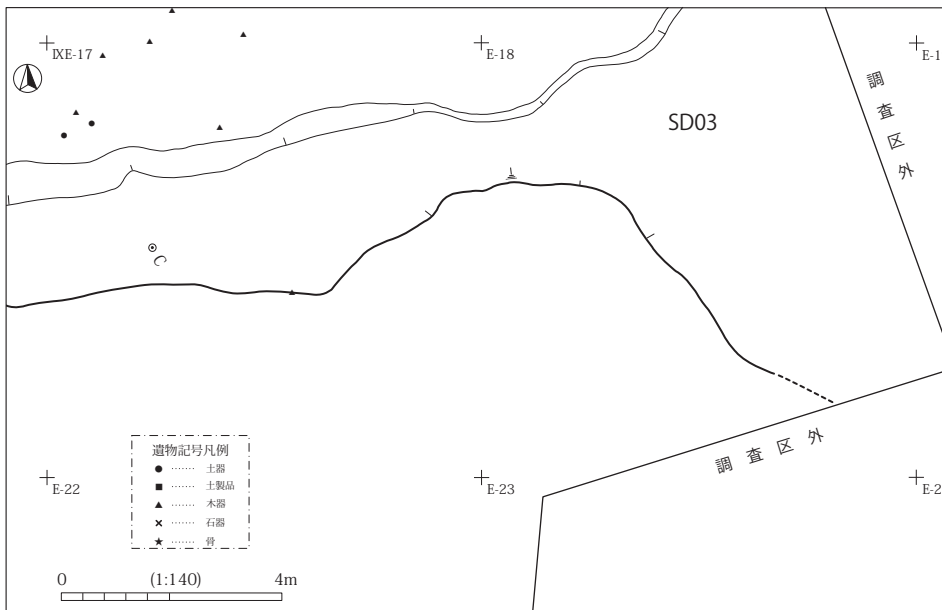 ⅨE-17
E-18
E-1
調査区外
SD03
C
調査区外
E-22
E-23
E-2
遺物記号凡例
● ……… 土器
■ ……… 土製品
▲ ……… 木器
× ……… 石器
★ ……… 骨
0 (1:140) 4m